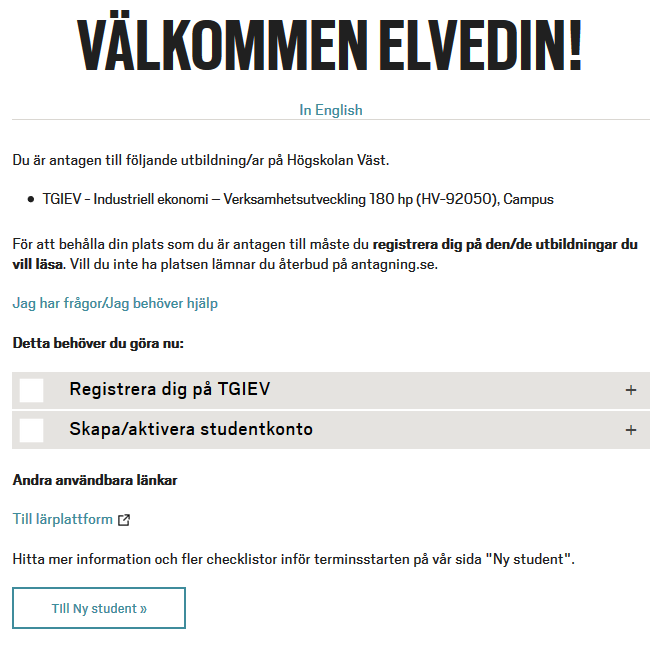 VÄLKOMMEN ELVEDIN!
In English
Du är antagen till följande utbildning/ar på Högskolan Väst.
TGIEV - Industriell ekonomi – Verksamhetsutveckling 180 hp (HV-92050), Campus
För att behålla din plats som du är antagen till måste du registrera dig på den/de utbildningar du
vill läsa. Vill du inte ha platsen lämnar du återbud på antagning.se.
Jag har frågor/Jag behöver hjälp
Detta behöver du göra nu:
Registrera dig på TGIEV +
Skapa/aktivera studentkonto +
Andra användbara länkar
Till lärplattform
Hitta mer information och fler checklistor inför terminsstarten på vår sida "Ny student".
TIll Ny student »